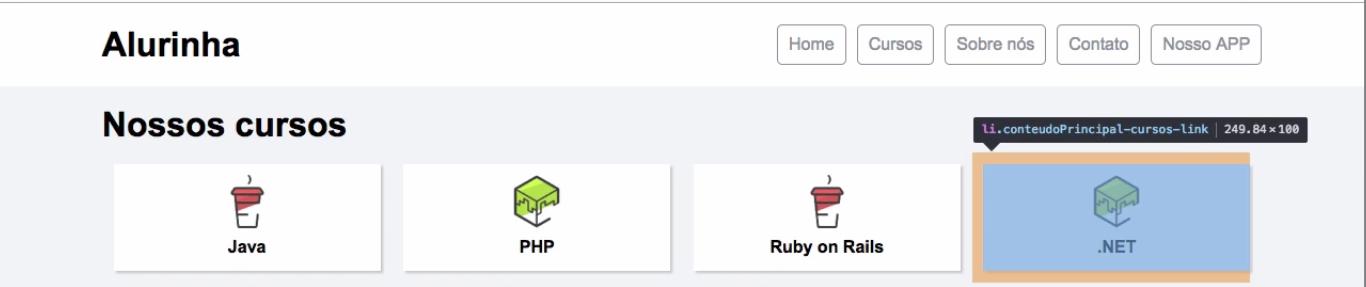 Alurinha
Home Cursos Sobre nós Contato Nosso APP
Nossos cursos
li.conteudoPrincipal-cursos-link 249.84×100
Java PHP Ruby on Rails .NET